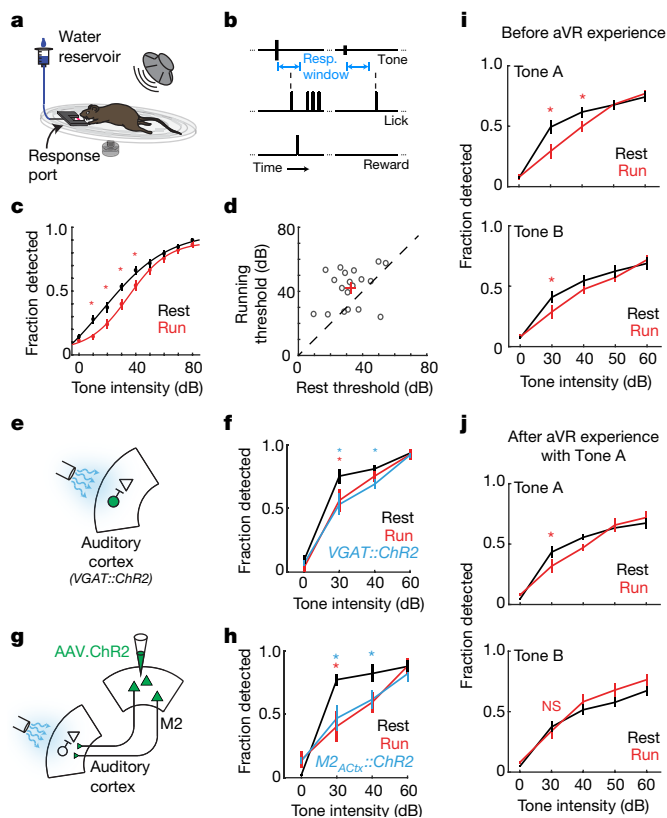 a
Water
reservoir
Response
port
b
Tone
Resp.
window
Lick
Time
Reward
c
Fraction detected
1.0
0.5
0
Rest
Run
0
40
80
Tone intensity (dB)
d
Running
threshold (dB)
80
40
0
0
40
80
Rest threshold (dB)
e
Auditory
cortex
(VGAT::ChR2)
f
Fraction detected
1.0
0.5
0
Rest
Run
VGAT::ChR2
0
30
40
60
Tone intensity (dB)
g
AAV.ChR2
M2
Auditory
cortex
h
Fraction detected
1.0
0.5
0
Rest
Run
M2ACtx::ChR2
0
30
40
60
Tone intensity (dB)
i
Before aVR experience
Tone A
1.0
0.5
0
Rest
Run
Fraction detected
Tone B
1.0
0.5
0
Rest
Run
0
30
40
50
60
Tone intensity (dB)
j
After aVR experience
with Tone A
Tone A
1.0
0.5
0
Rest
Run
Fraction detected
Tone B
1.0
0.5
0
NS
Rest
Run
0
30
40
50
60
Tone intensity (dB)